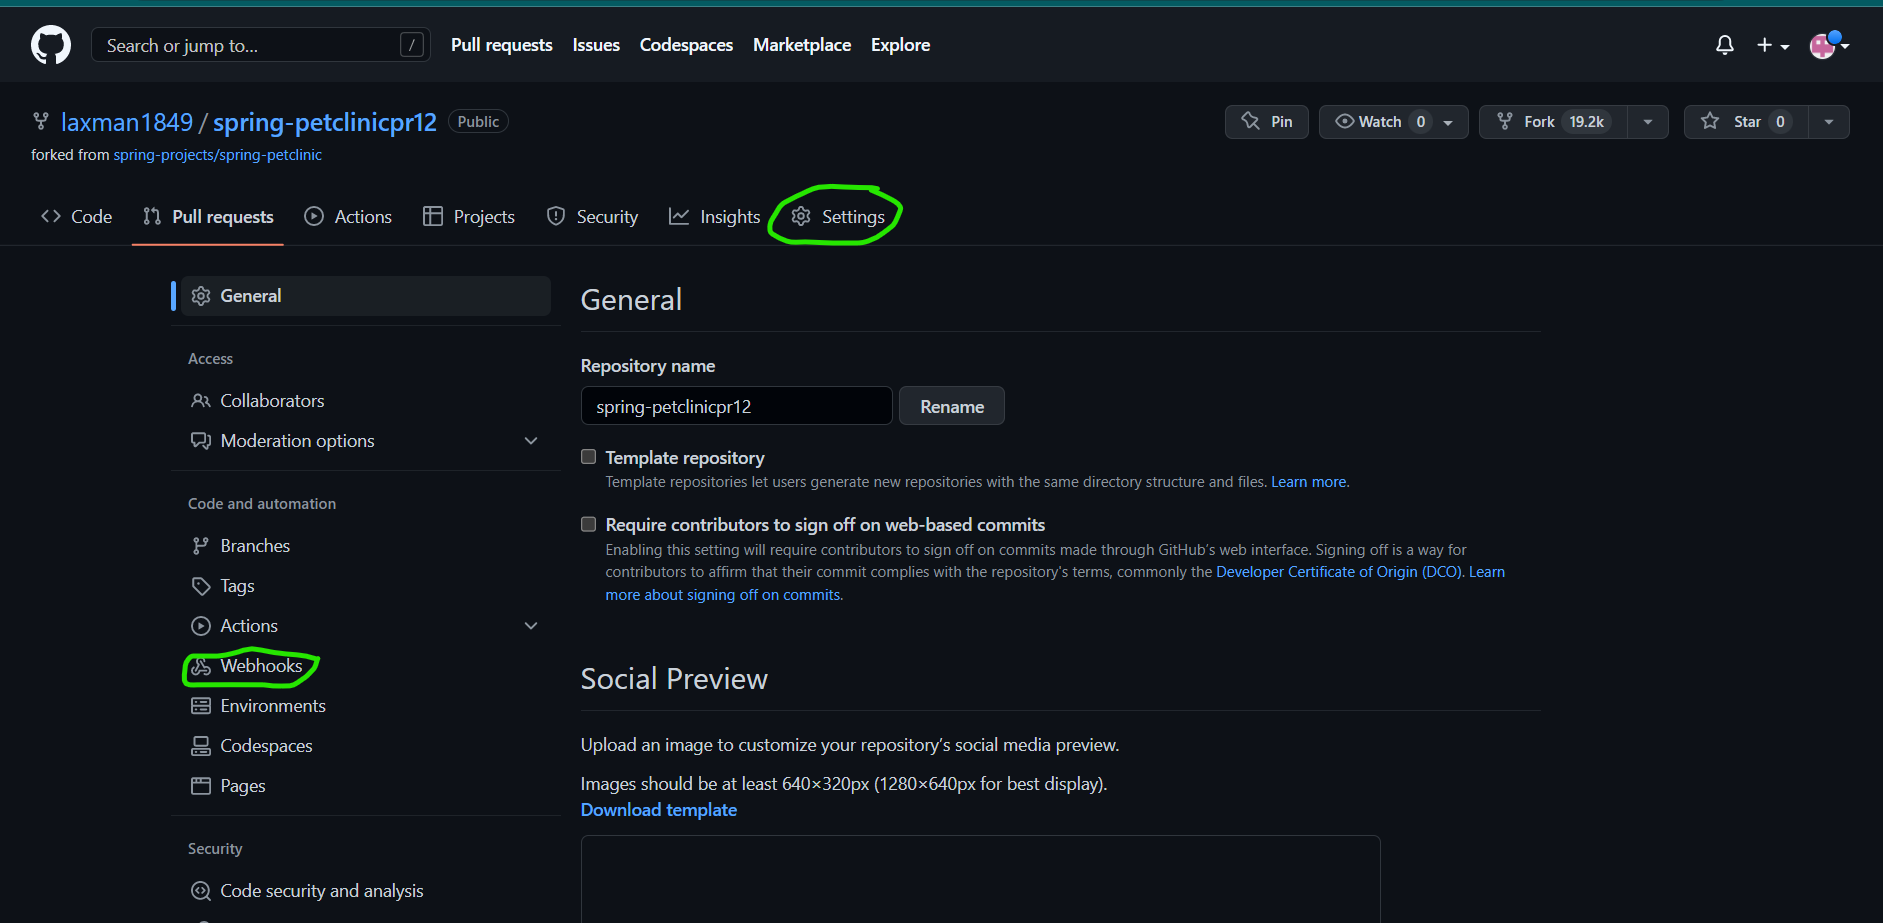 Search or jump to... /
Pull requests Issues Codespaces Marketplace Explore
laxman1849 / spring-petclinicpr12 Public
forked from spring-projects/spring-petclinic
Pin Watch 0 Fork 19.2k Star 0
Code Pull requests Actions Projects Security Insights Settings
General
Access
Collaborators
Moderation options
Code and automation
Branches
Tags
Actions
Webhooks
Environments
Codespaces
Pages
Security
Code security and analysis
General
Repository name
spring-petclinicpr12 Rename
Template repository
Template repositories let users generate new repositories with the same directory structure and files. Learn more.
Require contributors to sign off on web-based commits
Enabling this setting will require contributors to sign off on commits made through GitHub’s web interface. Signing off is a way for
contributors to affirm that their commit complies with the repository's terms, commonly the Developer Certificate of Origin (DCO). Learn
more about signing off on commits.
Social Preview
Upload an image to customize your repository’s social media preview.
Images should be at least 640×320px (1280×640px for best display).
Download template